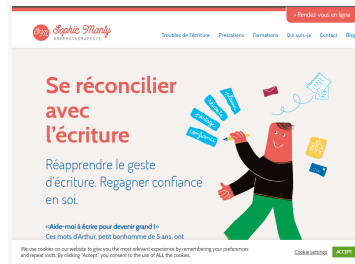 > Rendez-vous en ligne
Sophie Marly
GRAPHOTHÉRAPEUTE
Troubles de l'écriture Prestations Formations Qui suis-je Contact Blog
Se réconcilier
avec
l'écriture
Réapprendre le geste
d'écriture. Regagner confiance
en soi.
plaisir
réussite
partage
confiance
«Aide-moi à écrire pour devenir grand !»
Ces mots d'Arthur, petit bonhomme de 5 ans, ont
We use cookies on our website to give you the most relevant experience by remembering your preferences
and repeat visits. By clicking "Accept", you consent to the use of ALL the cookies.
Cookie settings ACCEPT